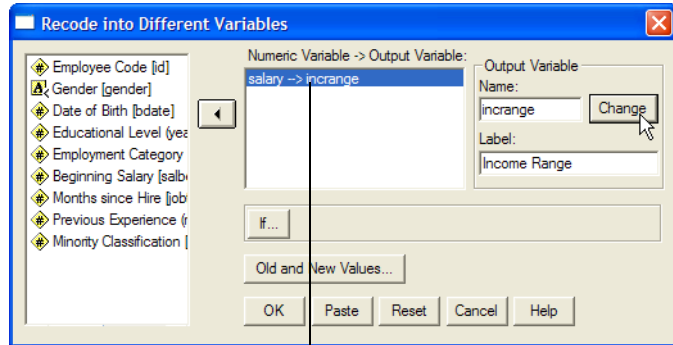 Recode into Different Variables
Employee Code [id]
Gender [gender]
Date of Birth [bdate]
Educational Level (yea
Employment Category
Beginning Salary [salb
Months since Hire [job
Previous Experience (r
Minority Classification [
Numeric Variable -> Output Variable:
salary --> incrange
Output Variable
Name:
incrange
Change
Label:
Income Range
If...
Old and New Values...
OK
Paste
Reset
Cancel
Help